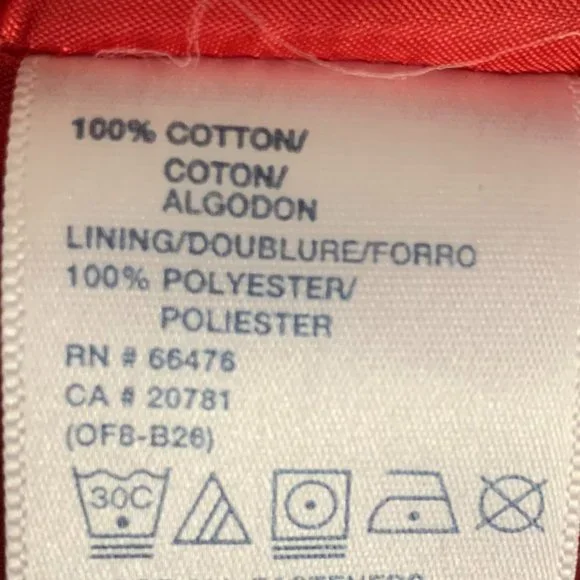 100% COTTON/
COTON/
ALGODON
LINING/DOUBLURE/FORRO
100% POLYESTER/
POLIESTER
RN # 66476
CA # 20781
(OF8-B26)
30C